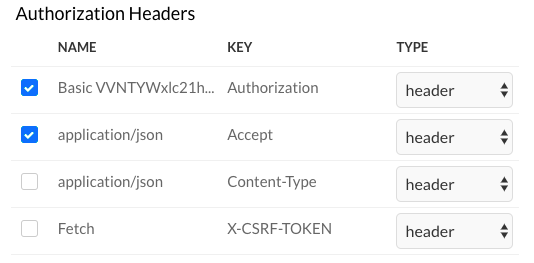 Authorization Headers
NAME KEY TYPE
Basic VVNTYWxlc21h... Authorization header
application/json Accept header
application/json Content-Type header
Fetch X-CSRF-TOKEN header